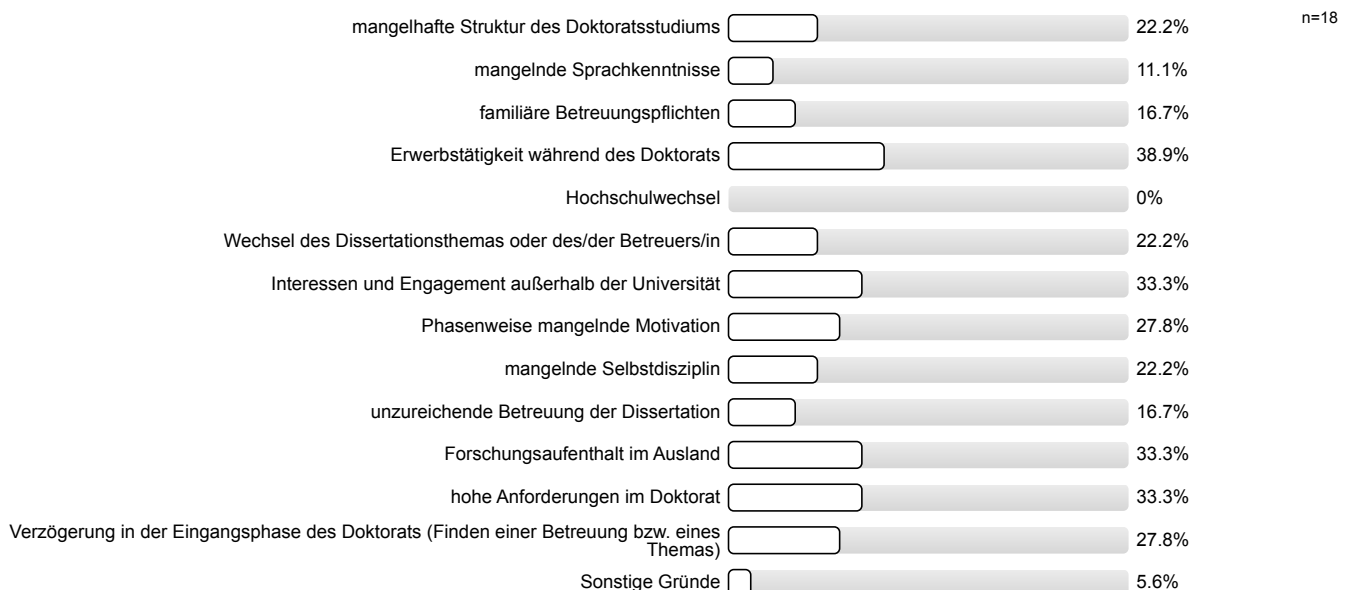 mangelhafte Struktur des Doktoratsstudiums 22.2% n=18
mangelnde Sprachkenntnisse 11.1%
familiäre Betreuungspflichten 16.7%
Erwerbstätigkeit während des Doktorats 38.9%
Hochschulwechsel 0%
Wechsel des Dissertationsthemas oder des/der Betreuers/in 22.2%
Interessen und Engagement außerhalb der Universität 33.3%
Phasenweise mangelnde Motivation 27.8%
mangelnde Selbstdisziplin 22.2%
unzureichende Betreuung der Dissertation 16.7%
Forschungsaufenthalt im Ausland 33.3%
hohe Anforderungen im Doktorat 33.3%
Verzögerung in der Eingangsphase des Doktorats (Finden einer Betreuung bzw. eines
Themas) 27.8%
Sonstige Gründe 5.6%